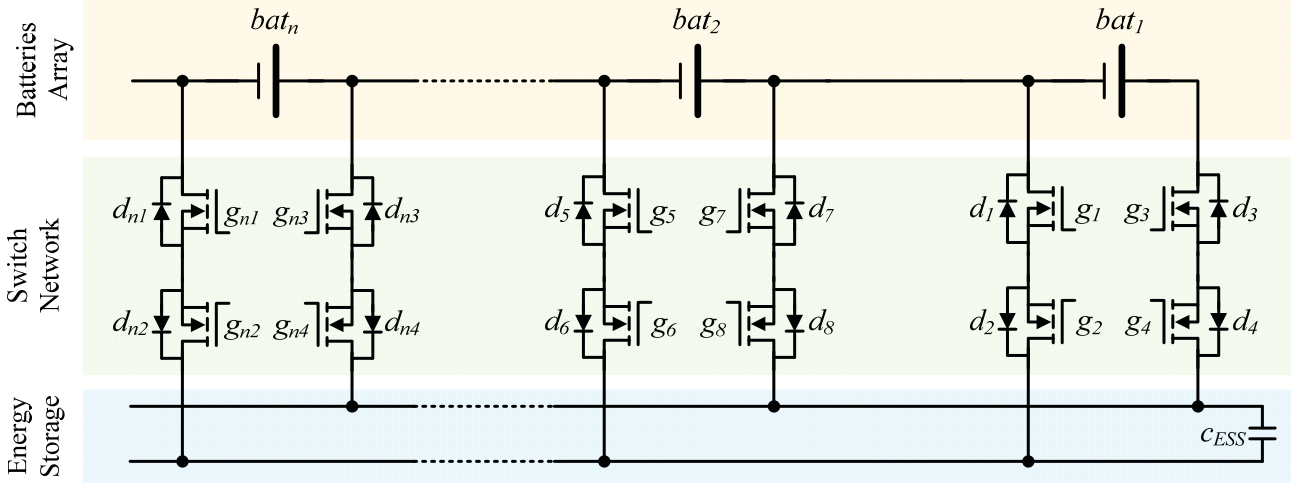 Batteries Array
bat_n bat_2 bat_1
Switch Network
d_n1 g_n1 g_n3 d_n3 d_5 g_5 g_7 d_7 d_1 g_1 g_3 d_3
d_n2 g_n2 g_n4 d_n4 d_6 g_6 g_8 d_8 d_2 g_2 g_4 d_4
Energy Storage
c_ESS